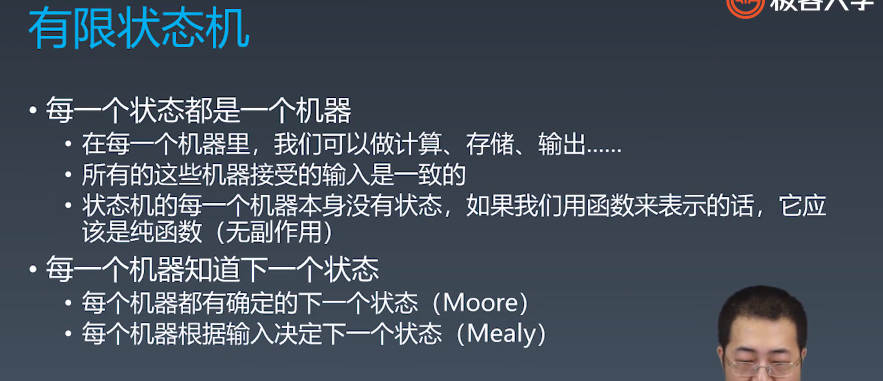 有限状态机
极客大学
• 每一个状态都是一个机器
• 在每一个机器里，我们可以做计算、存储、输出……
• 所有的这些机器接受的输入是一致的
• 状态机的每一个机器本身没有状态，如果我们用函数来表示的话，它应
该是纯函数（无副作用）
• 每一个机器知道下一个状态
• 每个机器都有确定的下一个状态（Moore）
• 每个机器根据输入决定下一个状态（Mealy）